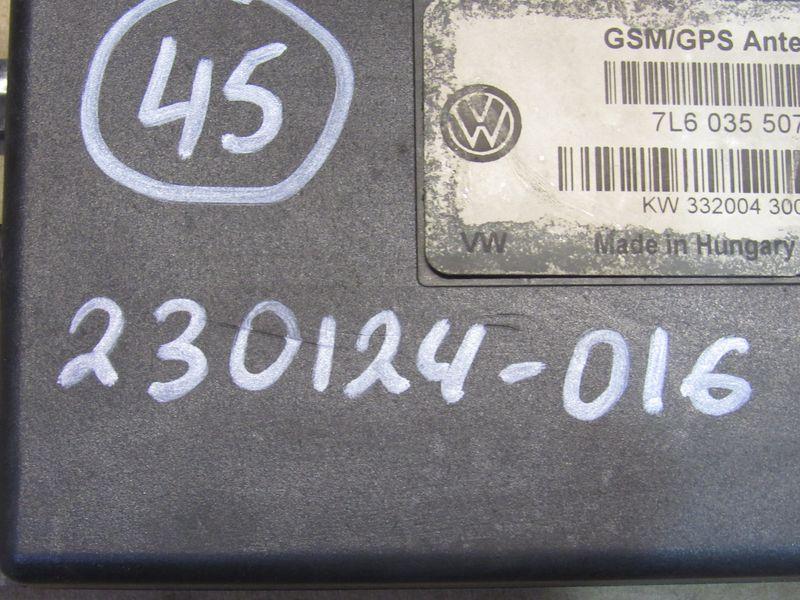 45
GSM/GPS Ante
7L6 035 507
KW 332004 300
VW
Made in Hungary
230124-016